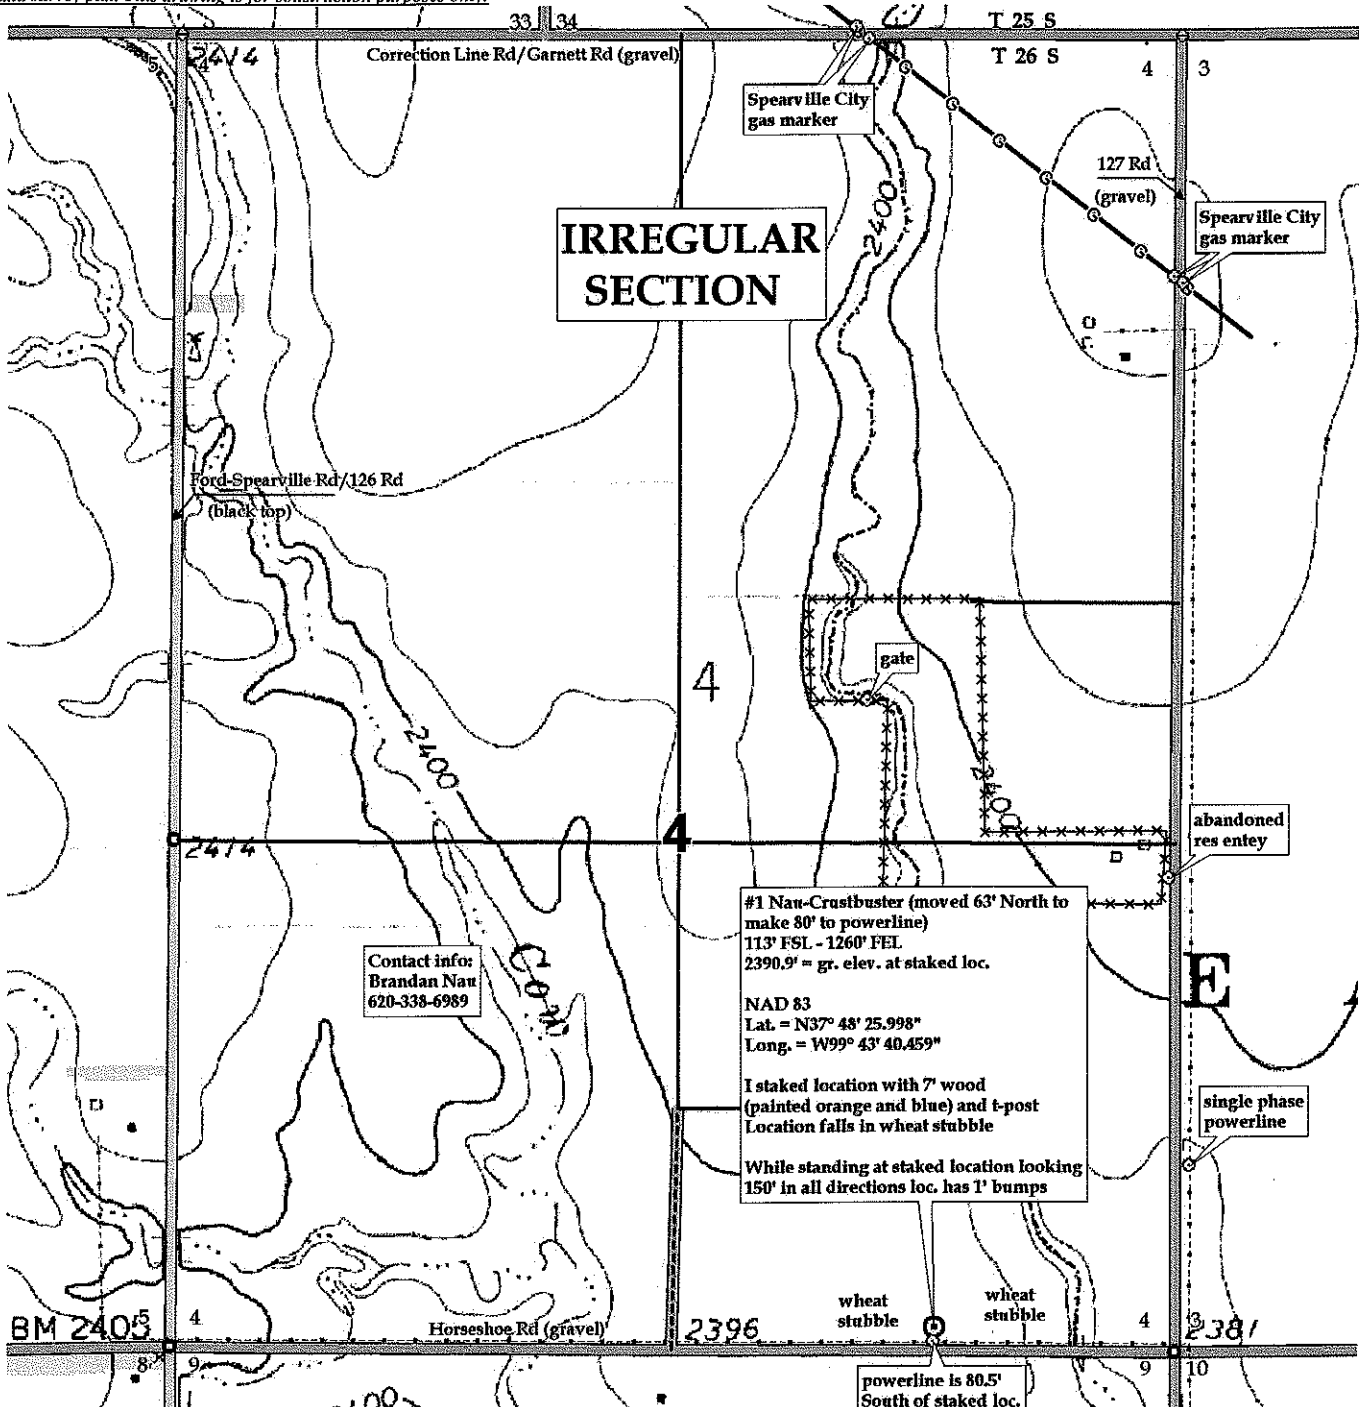 33 34
T 25 S
2414
4
Correction Line Rd/Garnett Rd (gravel)
T 26 S
4 3
Spearville City
gas marker
127 Rd
(gravel)
2400
Spearville City
gas marker
IRREGULAR
SECTION
Ford-Spearville Rd/126 Rd
(black top)
gate
4
2400
2400
abandoned
res entey
2414
4
#1 Nau-Crustbuster (moved 63' North to
make 80' to powerline)
113' FSL - 1260' FEL
2390.9' = gr. elev. at staked loc.
NAD 83
Lat. = N37° 48' 25.998"
Long. = W99° 43' 40.459"
I staked location with 7' wood
(painted orange and blue) and t-post
Location falls in wheat stubble
While standing at staked location looking
150' in all directions loc. has 1' bumps
Contact info:
Brandan Nau
620-338-6989
Cow
E
single phase
powerline
wheat
stubble
wheat
stubble
BM 2405
5 4
Horseshoe Rd (gravel)
2396
4 3
2381
8 9
9 10
powerline is 80.5'
South of staked loc.